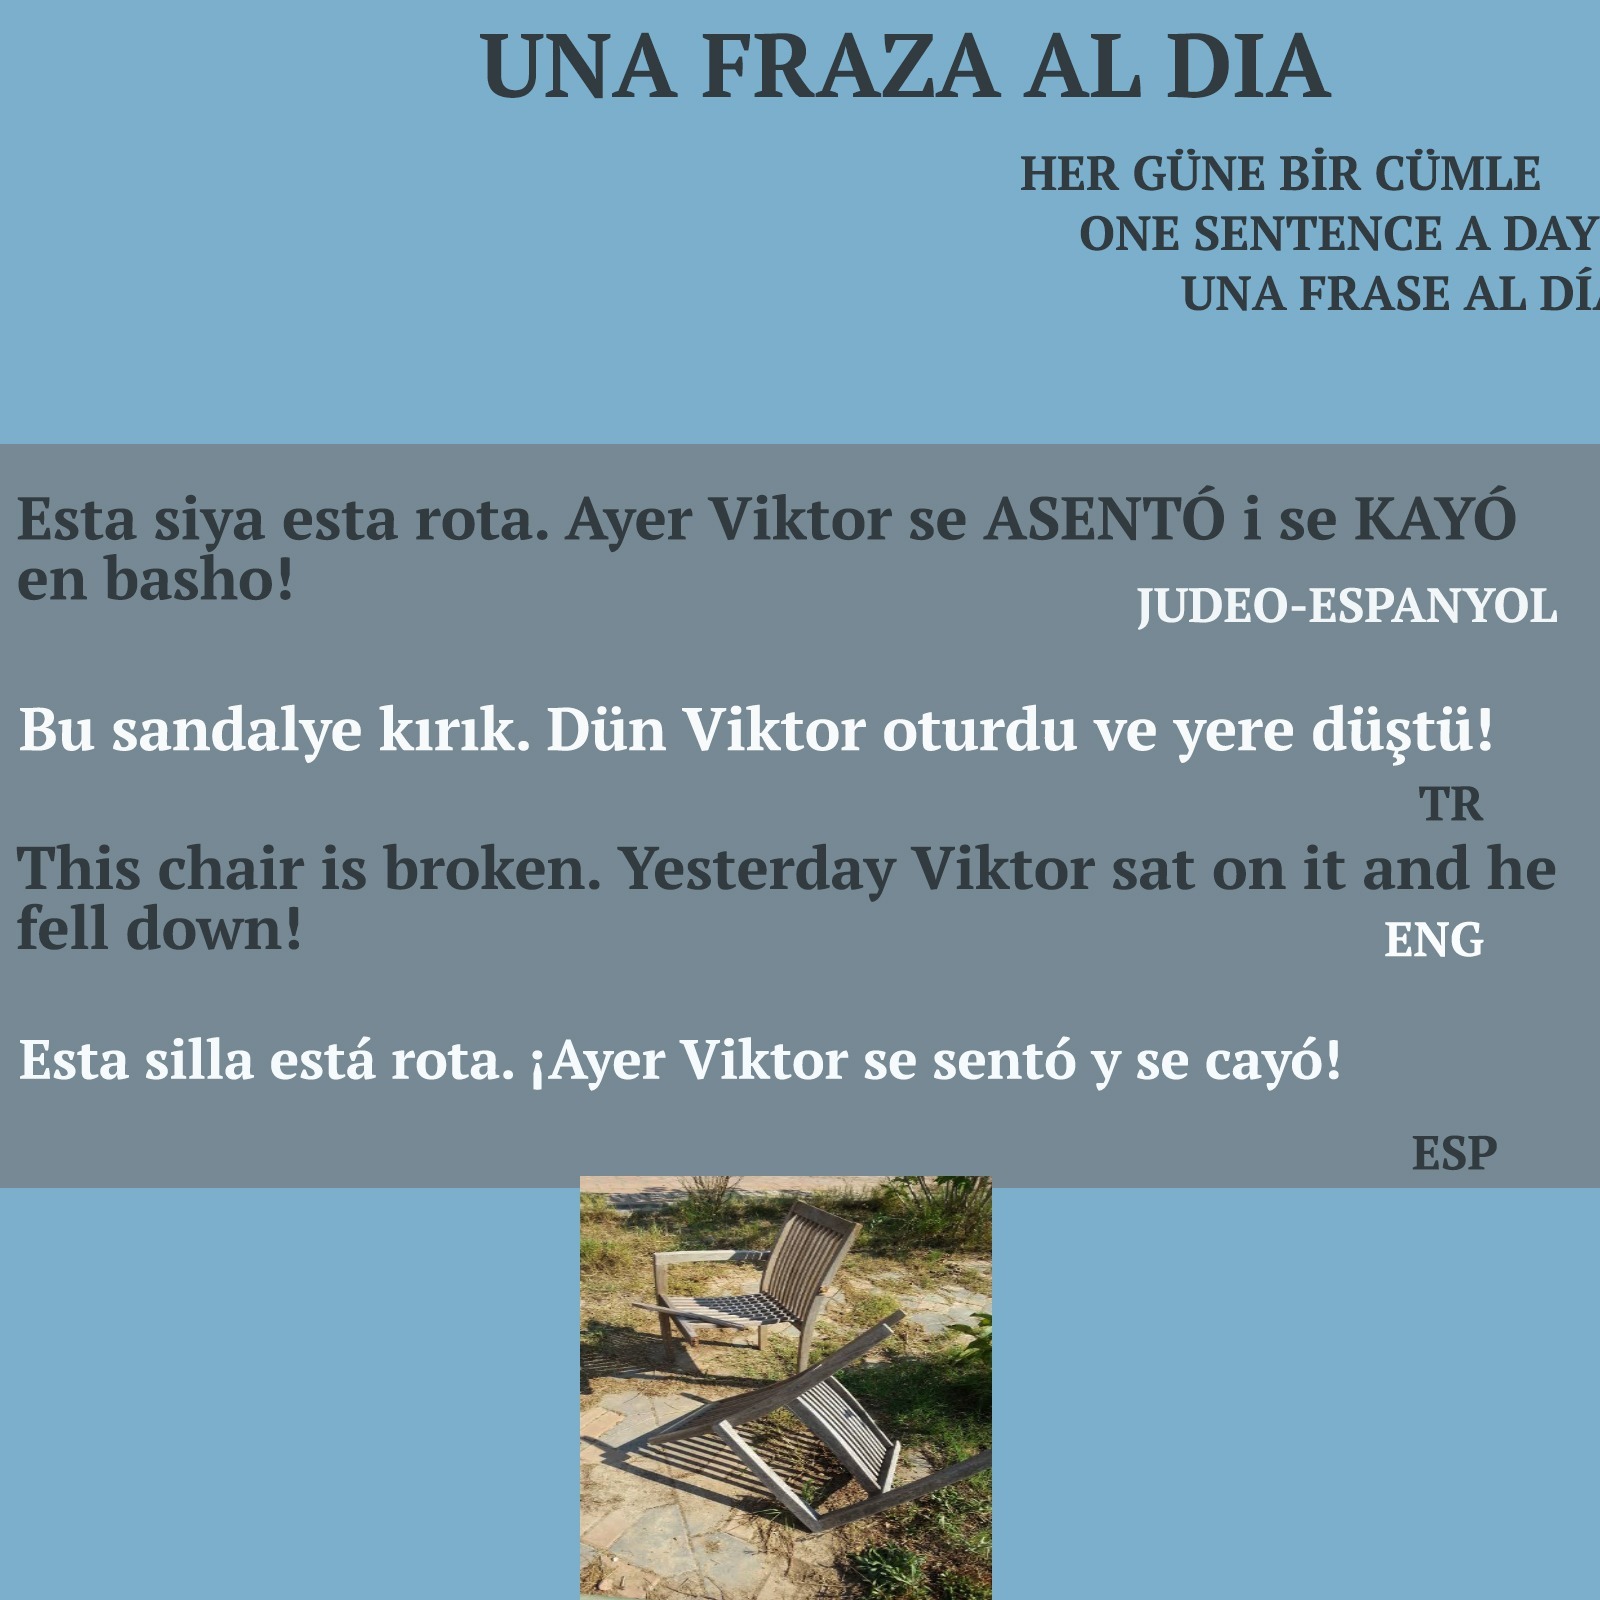 UNA FRAZA AL DIA
HER GÜNE BİR CÜMLE
ONE SENTENCE A DAY
UNA FRASE AL DÍA
Esta siya esta rota. Ayer Viktor se ASENTÓ i se KAYÓ
en basho!
JUDEO-ESPANYOL
Bu sandalye kırık. Dün Viktor oturdu ve yere düştü!
TR
This chair is broken. Yesterday Viktor sat on it and he
fell down!
ENG
Esta silla está rota. ¡Ayer Viktor se sentó y se cayó!
ESP